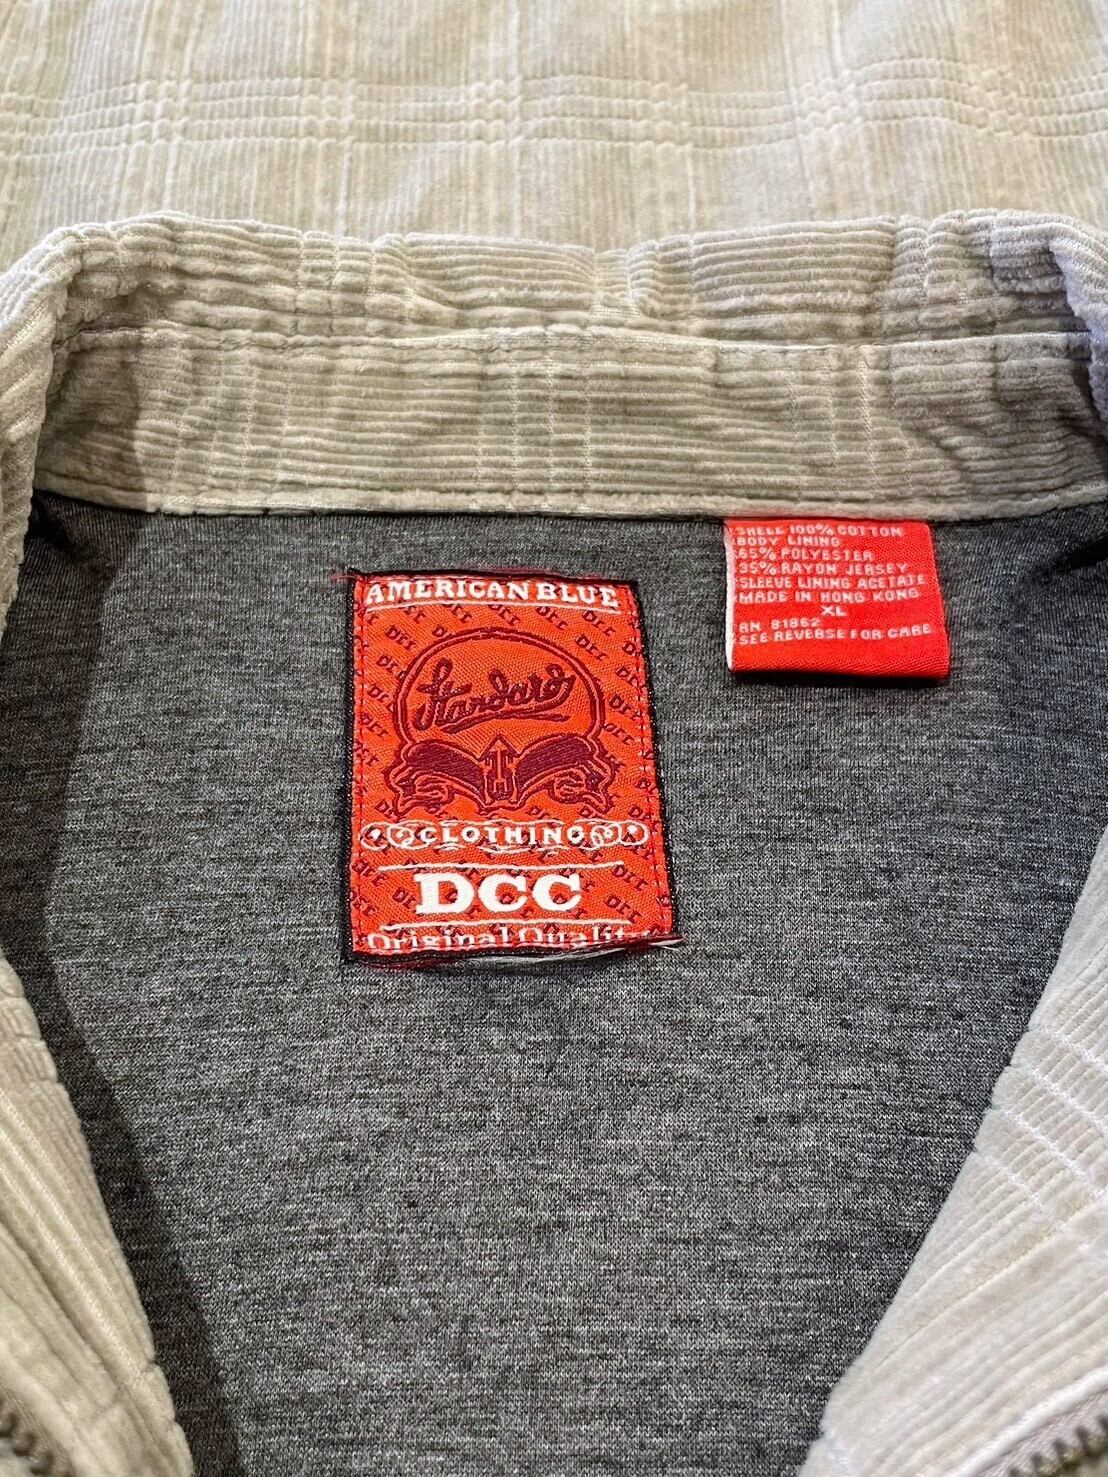 AMERICAN BLUE
Standard
CLOTHING
DCC
Original Quality
SHELL 100% COTTON
BODY LINING
65% POLYESTER
35% RAYON JERSEY
SLEEVE LINING ACETATE
MADE IN HONG KONG
XL
RN 81862
SEE REVERSE FOR CARE